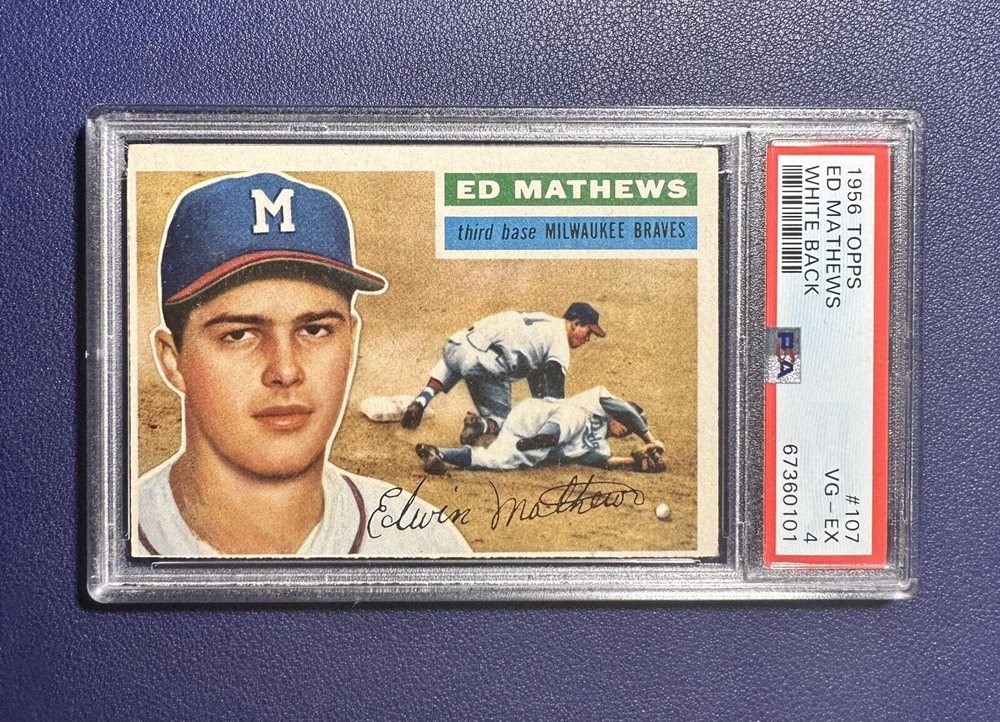 M
ED MATHEWS
third base MILWAUKEE BRAVES
Edwin Mathews
1956 TOPPS
ED MATHEWS
WHITE BACK
PSA
#107
VG-EX
4
67360101